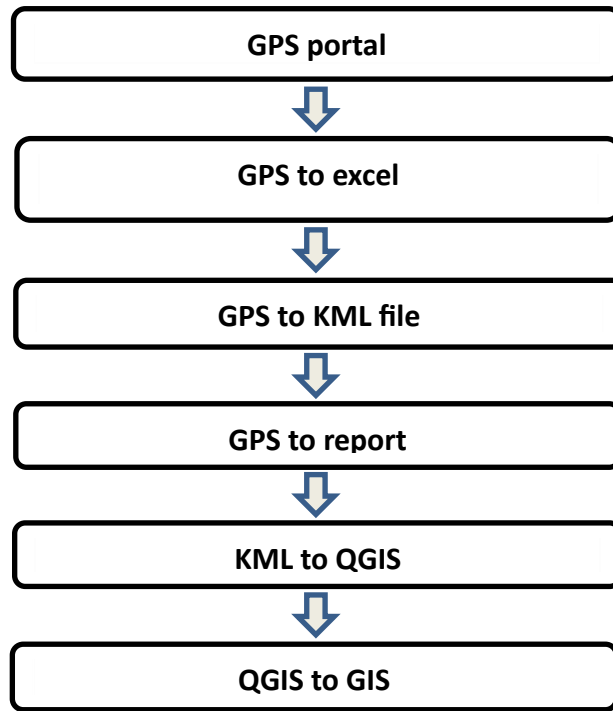 GPS portal
GPS to excel
GPS to KML file
GPS to report
KML to QGIS
QGIS to GIS